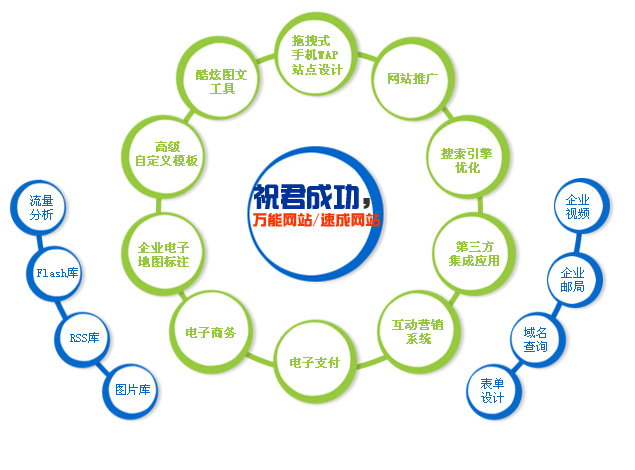 拖拽式
手机WAP
站点设计
酷炫图文
工具
网站推广
高级
自定义模板
搜索引擎
优化
祝君成功,
万能网站/速成网站
流量
分析
企业
视频
企业电子
地图标注
第三方
集成应用
Flash库
企业
邮局
电子商务
互动营销
系统
RSS库
域名
查询
电子支付
图片库
表单
设计